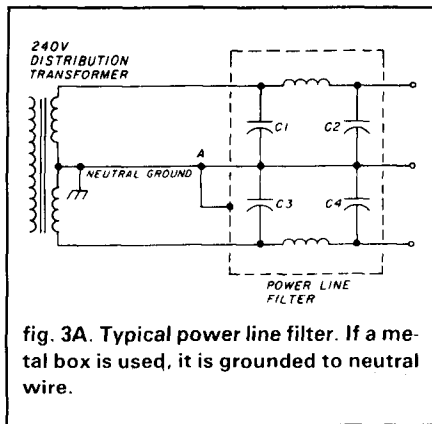 240V
DISTRIBUTION
TRANSFORMER
A
NEUTRAL GROUND
C1
C2
C3
C4
POWER LINE
FILTER
fig. 3A. Typical power line filter. If a me-
tal box is used, it is grounded to neutral
wire.